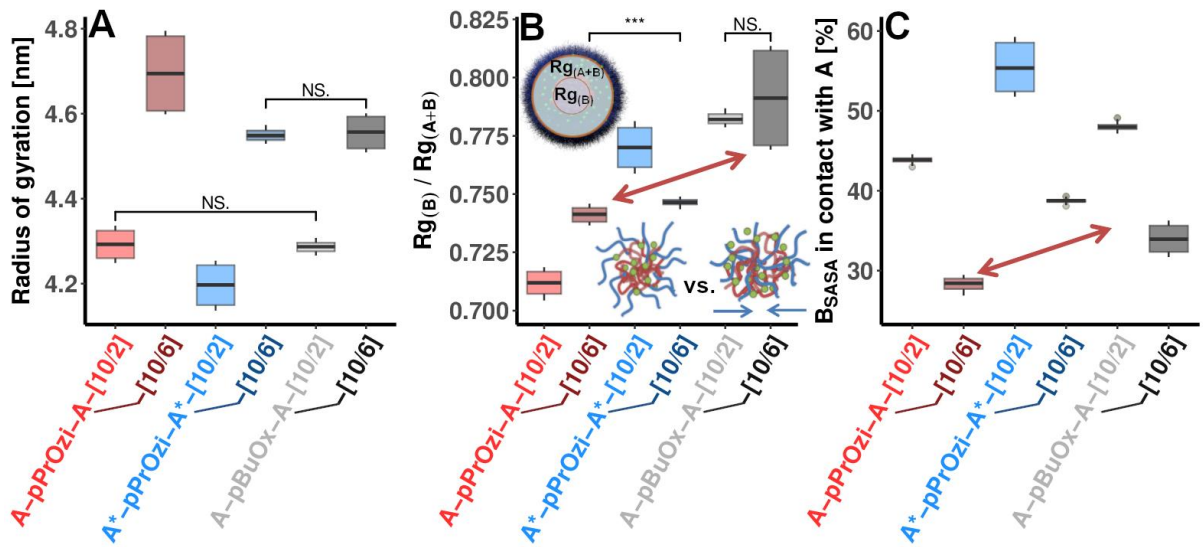 A
Radius of gyration [nm]
4.8
4.6
4.4
4.2
NS.
NS.
A–pPrOzi–A–[10/2]
–[10/6]
A*–pPrOzi–A*–[10/2]
–[10/6]
A–pBuOx–A–[10/2]
–[10/6]
B
Rg(B) / Rg(A+B)
0.825
0.800
0.775
0.750
0.725
0.700
***
NS.
Rg(A+B)
Rg(B)
vs.
A–pPrOzi–A–[10/2]
–[10/6]
A*–pPrOzi–A*–[10/2]
–[10/6]
A–pBuOx–A–[10/2]
–[10/6]
C
BSASA in contact with A [%]
60
50
40
30
A–pPrOzi–A–[10/2]
–[10/6]
A*–pPrOzi–A*–[10/2]
–[10/6]
A–pBuOx–A–[10/2]
–[10/6]